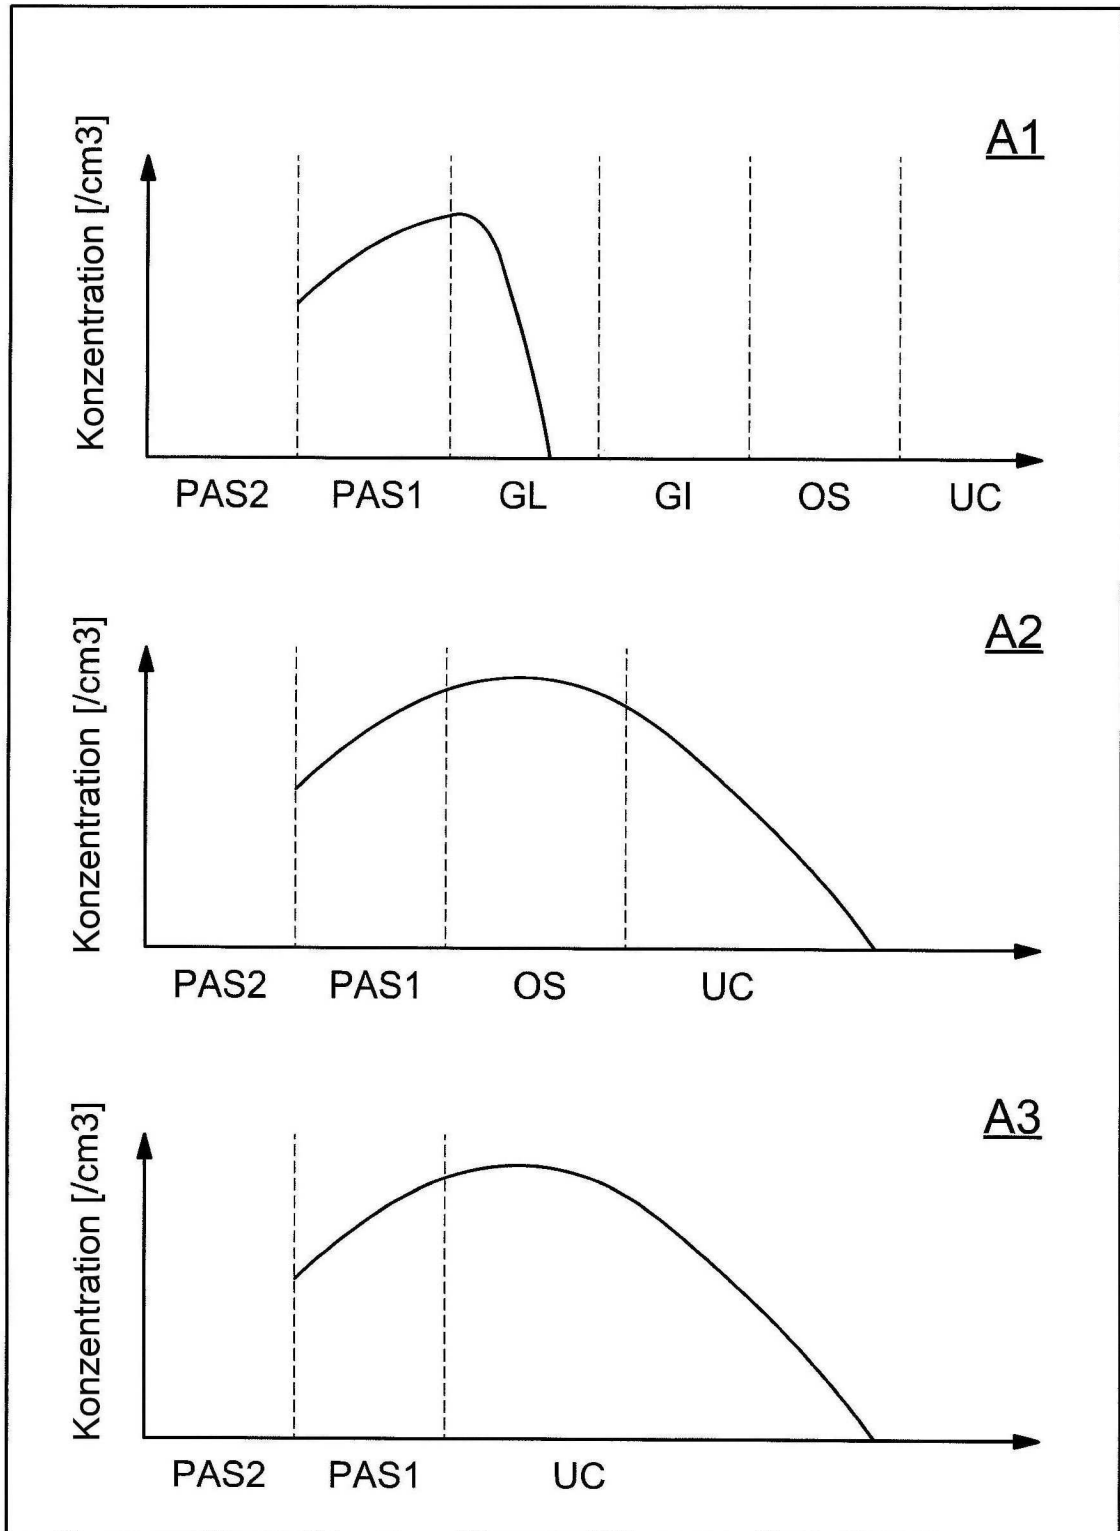 A1
Konzentration [/cm3]
PAS2 PAS1 GL GI OS UC
A2
Konzentration [/cm3]
PAS2 PAS1 OS UC
A3
Konzentration [/cm3]
PAS2 PAS1 UC